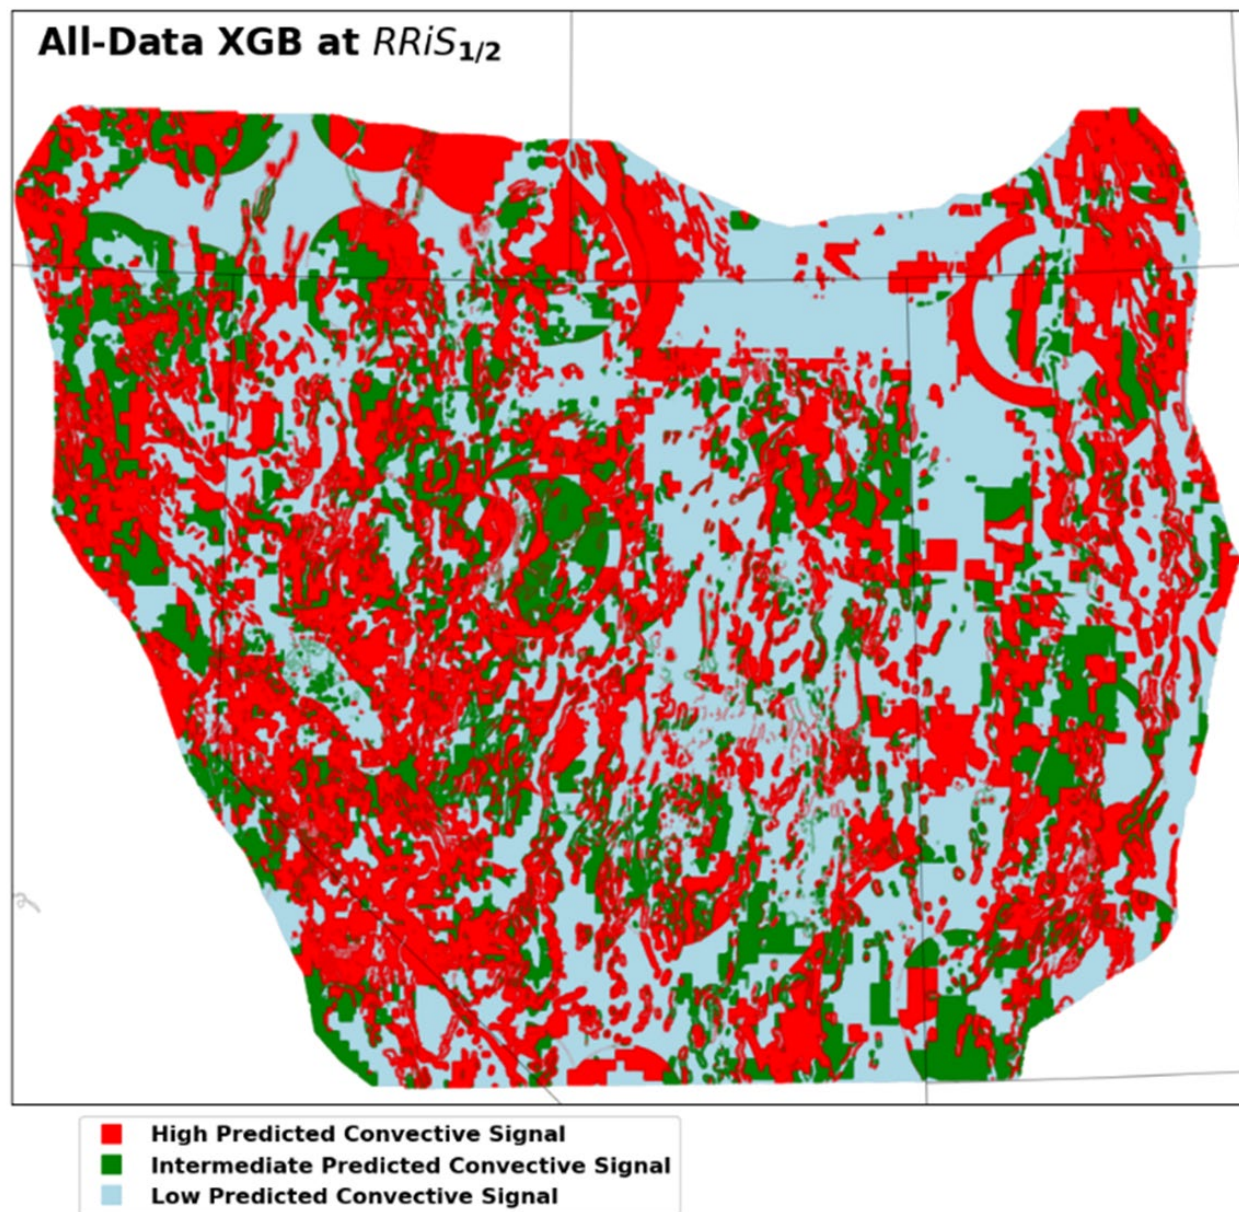 All-Data XGB at RRiS1/2
High Predicted Convective Signal
Intermediate Predicted Convective Signal
Low Predicted Convective Signal